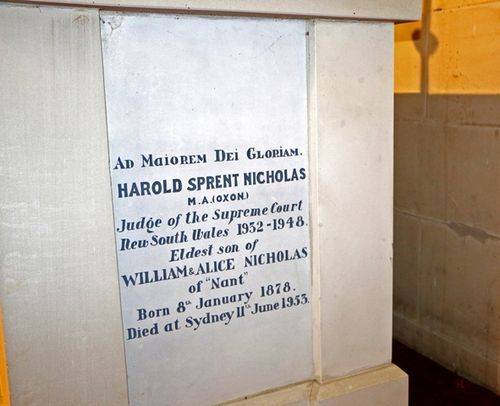 Ad Maiorem Dei Gloriam.
HAROLD SPRENT NICHOLAS
M.A.(OXON.)
Judge of the Supreme Court
New South Wales 1932-1948.
Eldest son of
WILLIAM & ALICE NICHOLAS
of "Nant"
Born 8th January 1878.
Died at Sydney 11th June 1953.